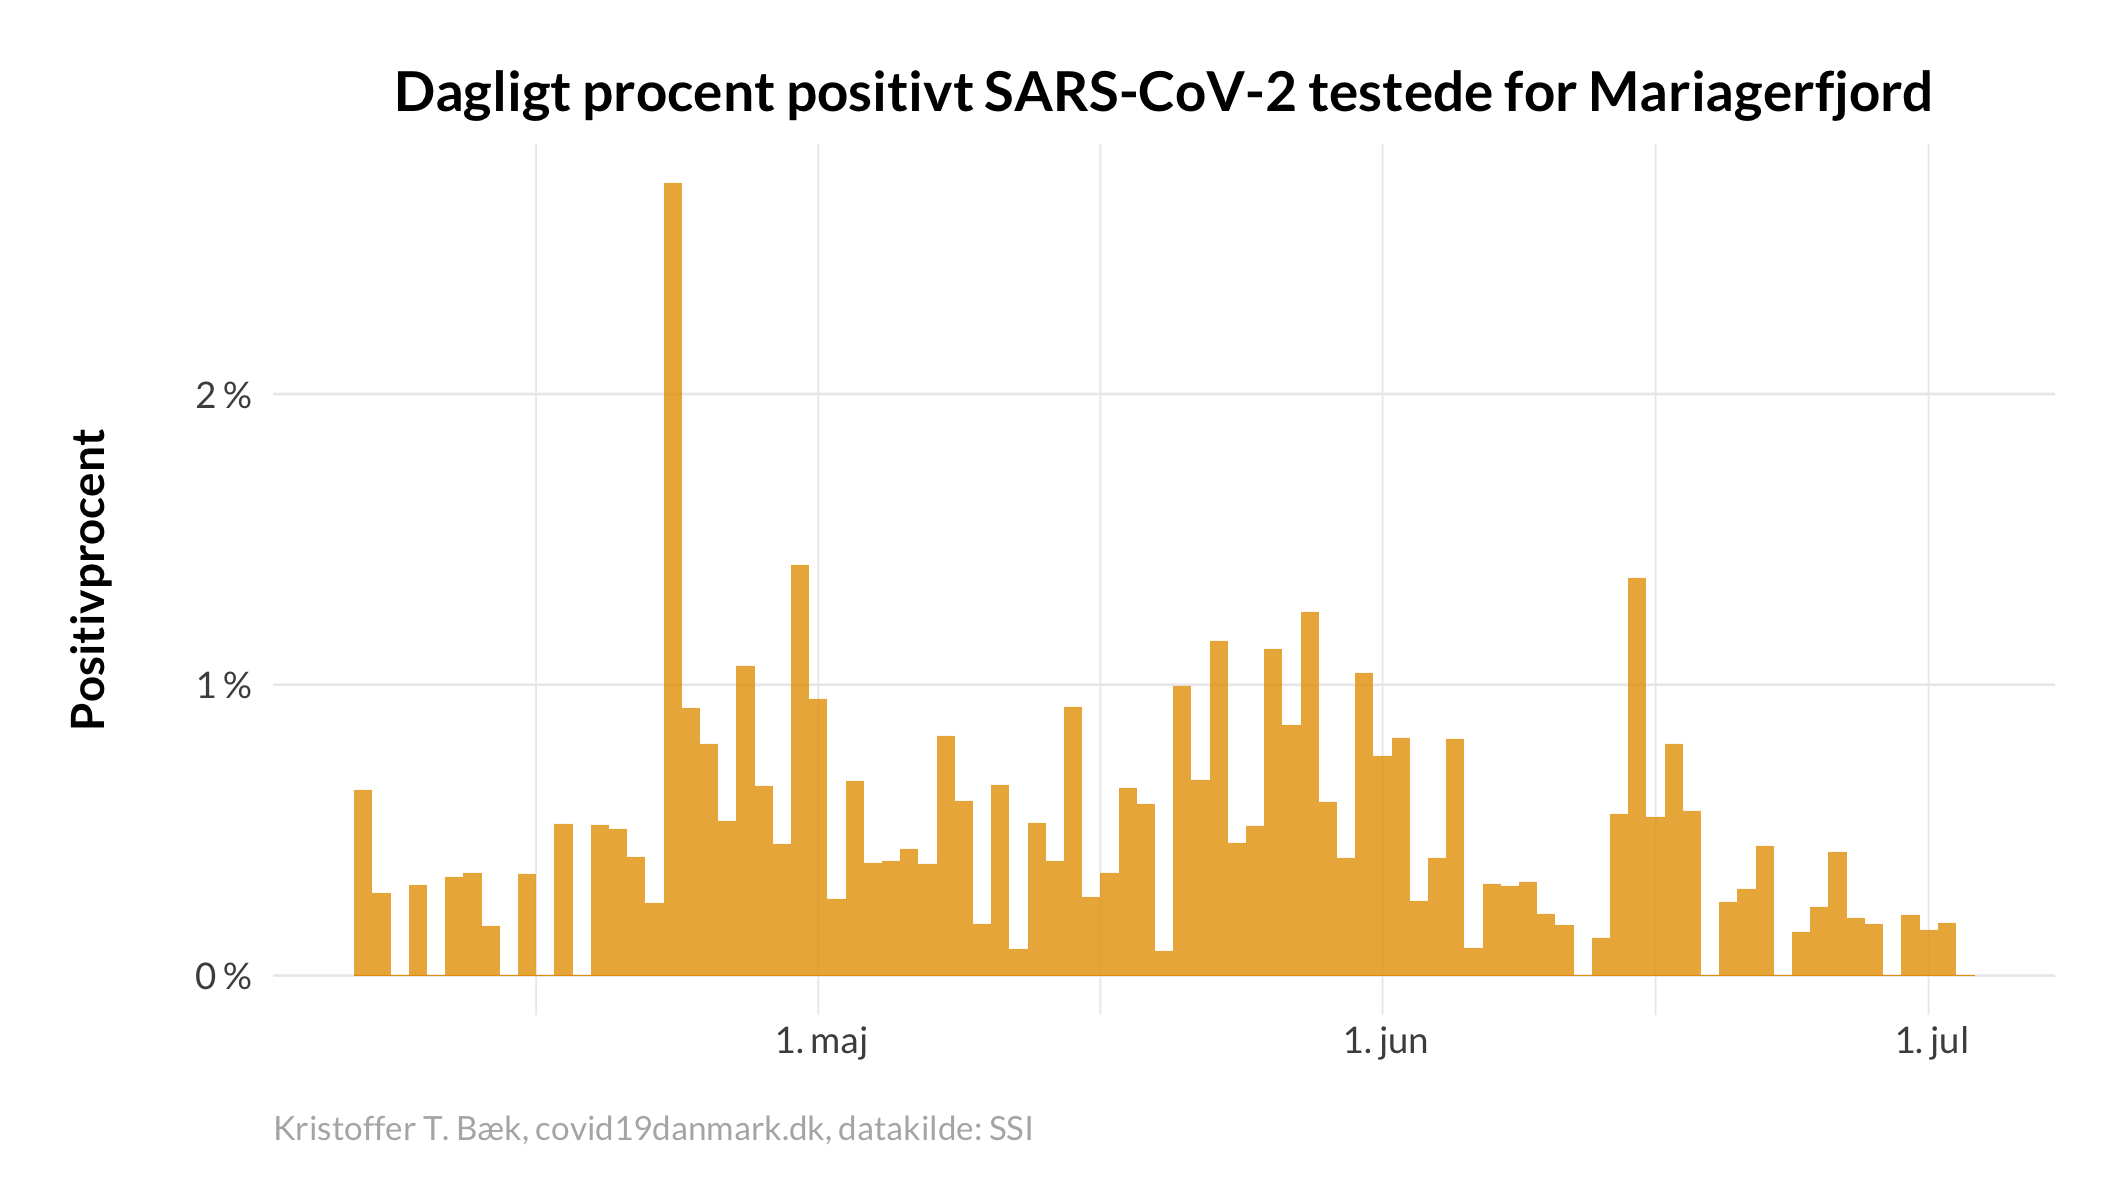 Dagligt procent positivt SARS-CoV-2 testede for Mariagerfjord
Positivprocent
2 %
1 %
0 %
1. maj
1. jun
1. jul
Kristoffer T. Bæk, covid19danmark.dk, datakilde: SSI